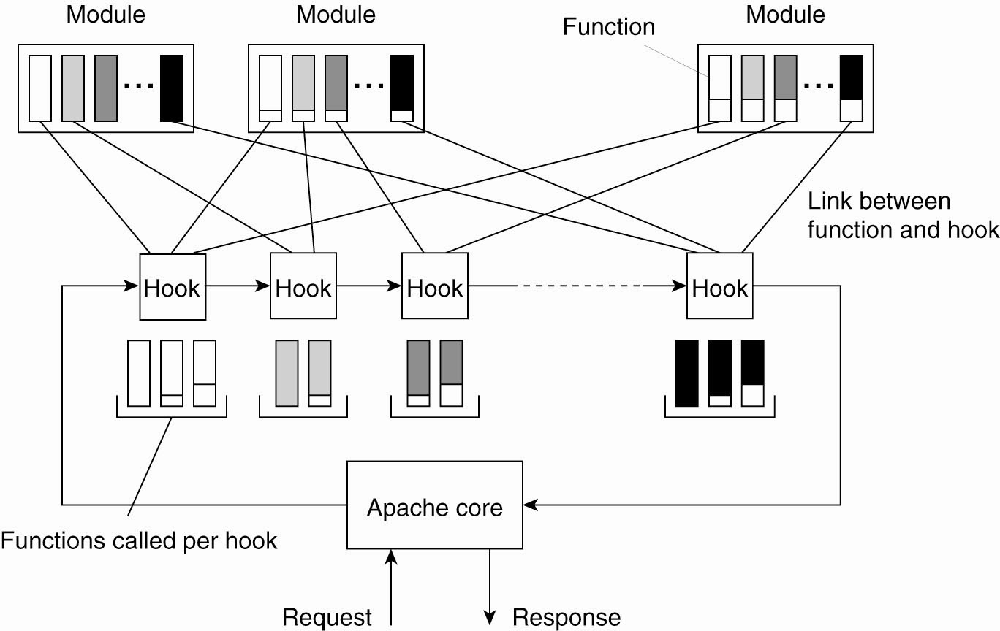 Module
Module
Module
Function
Link between
function and hook
Hook
Hook
Hook
Hook
Apache core
Functions called per hook
Request
Response